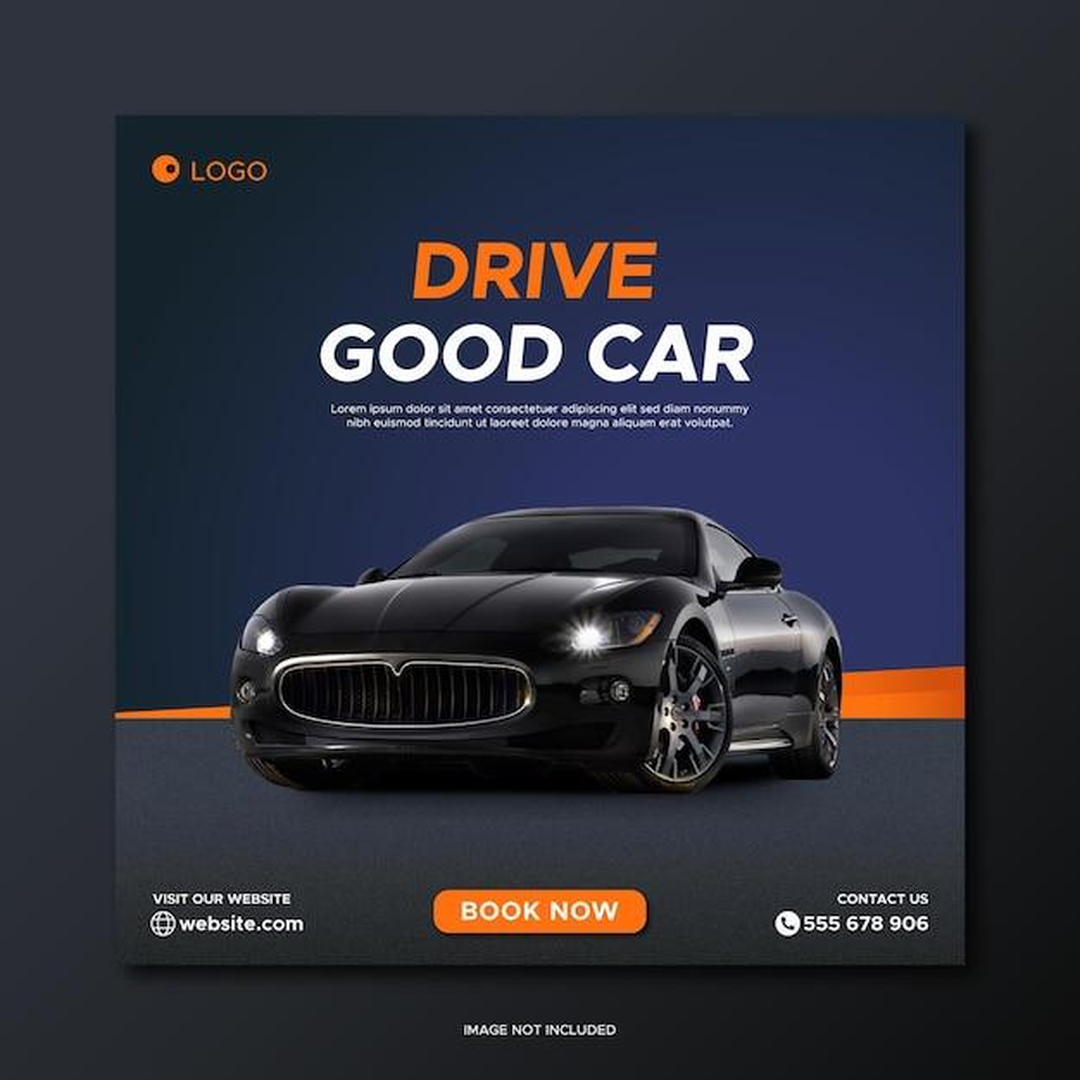 LOGO
DRIVE
GOOD CAR
Lorem ipsum dolor sit amet consectetuer adipiscing elit sed diam nonummy
nibh euismod tincidunt ut laoreet dolore magna aliquam erat volutpat.
VISIT OUR WEBSITE
website.com
BOOK NOW
CONTACT US
555 678 906
IMAGE NOT INCLUDED